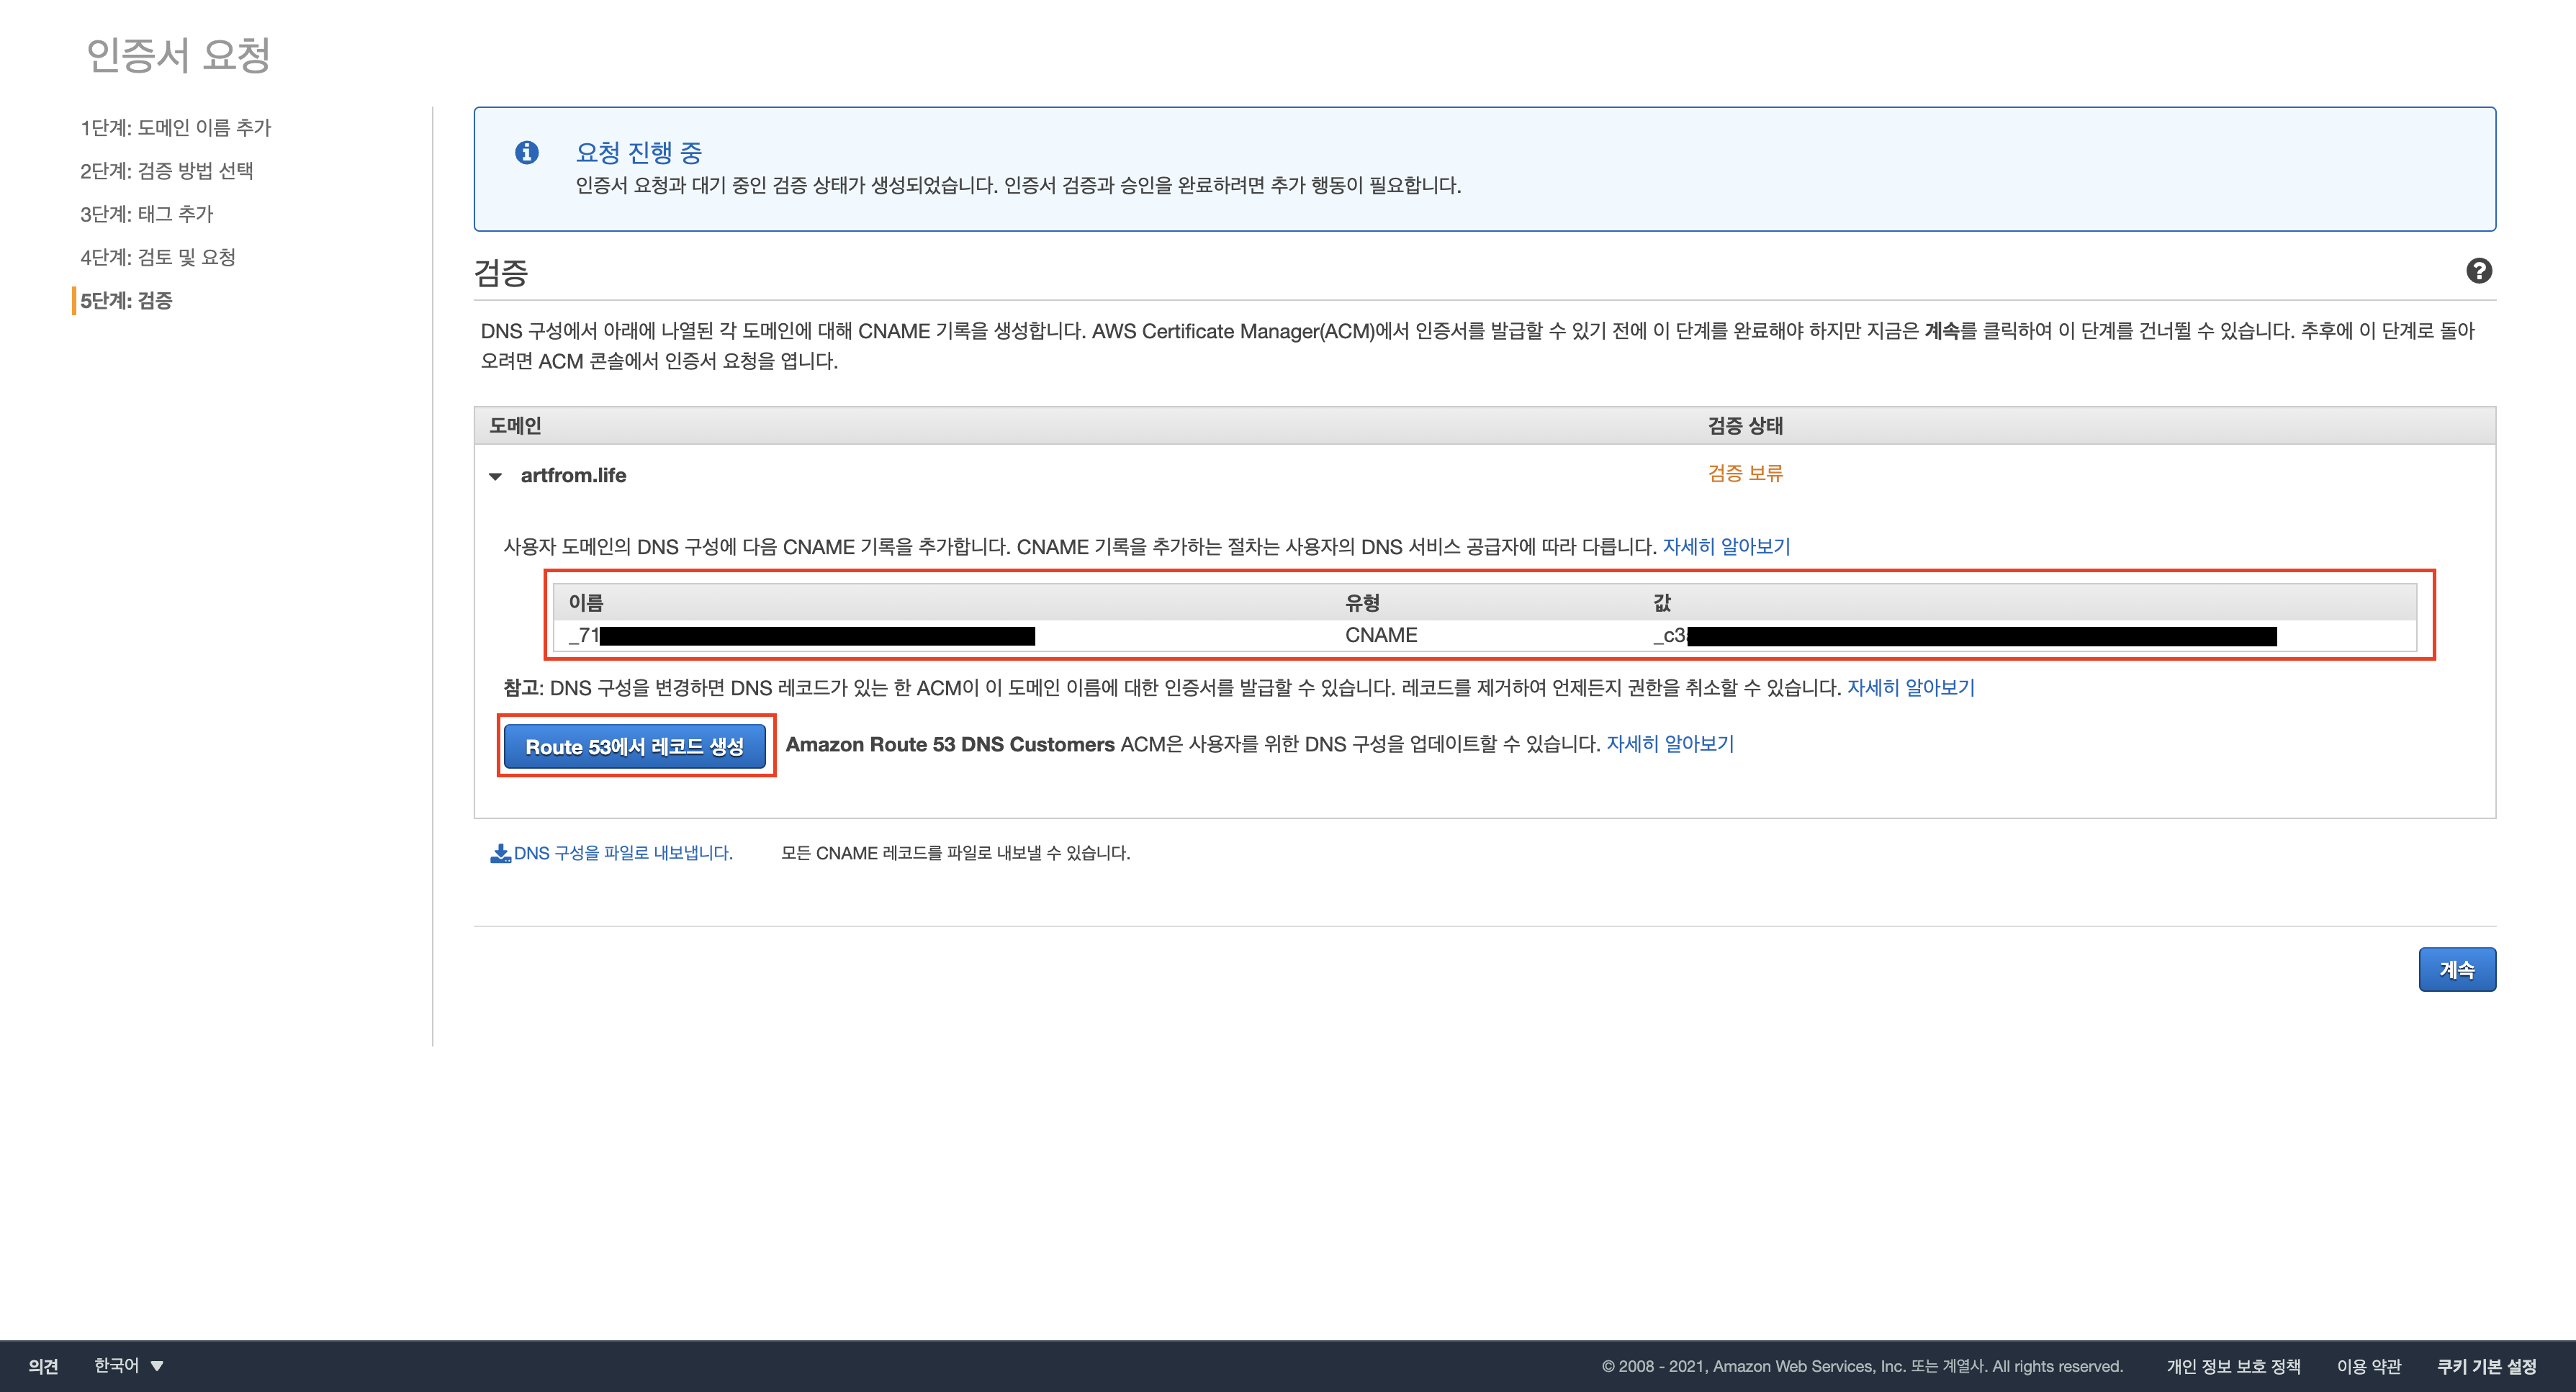 인증서 요청
1단계: 도메인 이름 추가
2단계: 검증 방법 선택
3단계: 태그 추가
4단계: 검토 및 요청
5단계: 검증
요청 진행 중
인증서 요청과 대기 중인 검증 상태가 생성되었습니다. 인증서 검증과 승인을 완료하려면 추가 행동이 필요합니다.
검증
DNS 구성에서 아래에 나열된 각 도메인에 대해 CNAME 기록을 생성합니다. AWS Certificate Manager(ACM)에서 인증서를 발급할 수 있기 전에 이 단계를 완료해야 하지만 지금은 계속를 클릭하여 이 단계를 건너뛸 수 있습니다. 추후에 이 단계로 돌아
오려면 ACM 콘솔에서 인증서 요청을 엽니다.
도메인 검증 상태
artfrom.life 검증 보류
사용자 도메인의 DNS 구성에 다음 CNAME 기록을 추가합니다. CNAME 기록을 추가하는 절차는 사용자의 DNS 서비스 공급자에 따라 다릅니다. 자세히 알아보기
이름 유형 값
_71 CNAME _c3
참고: DNS 구성을 변경하면 DNS 레코드가 있는 한 ACM이 이 도메인 이름에 대한 인증서를 발급할 수 있습니다. 레코드를 제거하여 언제든지 권한을 취소할 수 있습니다. 자세히 알아보기
Route 53에서 레코드 생성 Amazon Route 53 DNS Customers ACM은 사용자를 위한 DNS 구성을 업데이트할 수 있습니다. 자세히 알아보기
DNS 구성을 파일로 내보냅니다. 모든 CNAME 레코드를 파일로 내보낼 수 있습니다.
계속
의견 한국어 © 2008 - 2021, Amazon Web Services, Inc. 또는 계열사. All rights reserved. 개인 정보 보호 정책 이용 약관 쿠키 기본 설정